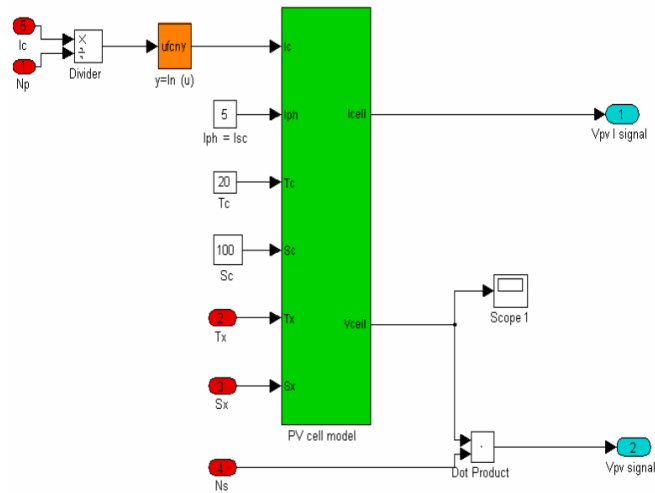 5
Ic
1
Np
×
÷
Divider
ufcny
y=ln (u)
Ic
5
Iph
Iph = Isc
20
Tc
Tc
100
Sc
Sc
2
Tx
Tx
3
Sx
Sx
4
Ns
Icell
Vcell
PV cell model
1
Vpv I signal
Scope 1
Dot Product
2
Vpv signal